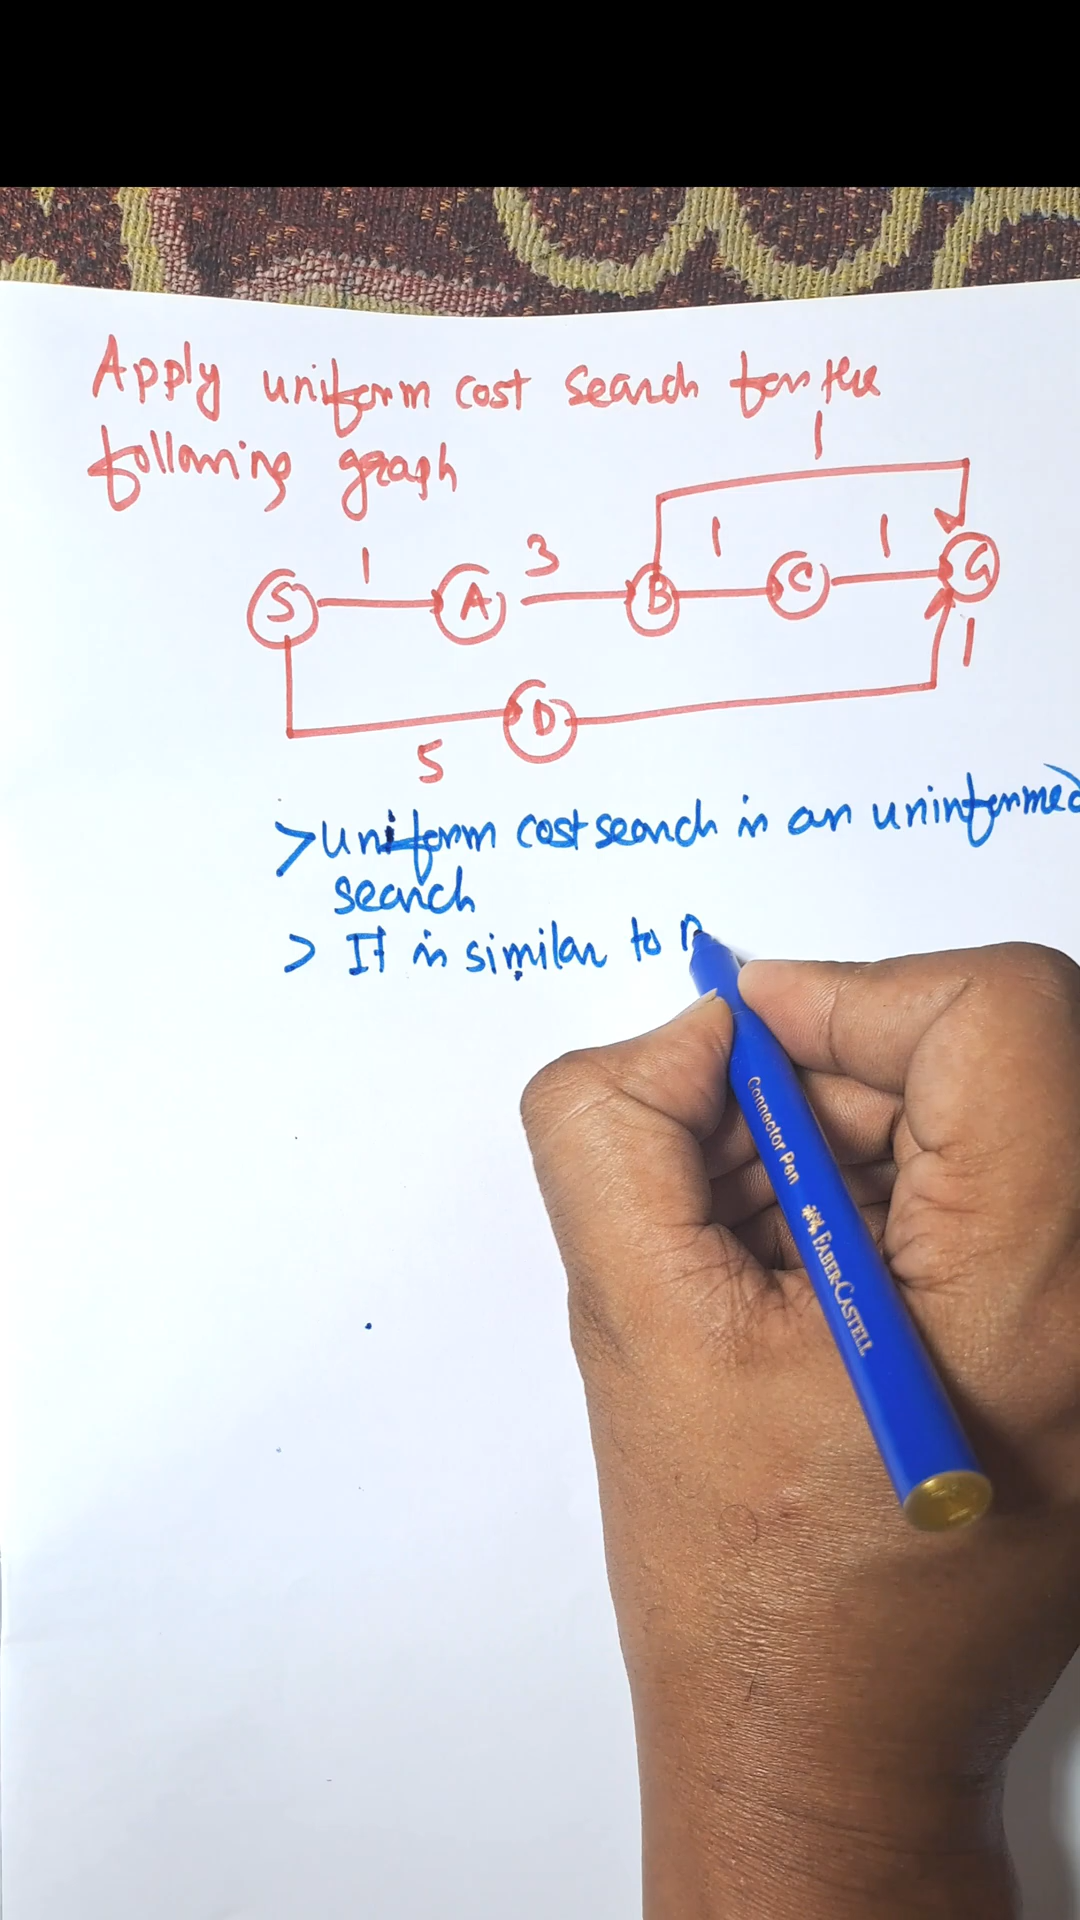 Apply uniform cost search for the
following graph
1
S 1 A 3 B 1 C 1 G
1
D
5
> uniform cost search is an uninformed
search
> It is similar to
Connector Pen FABER-CASTELL